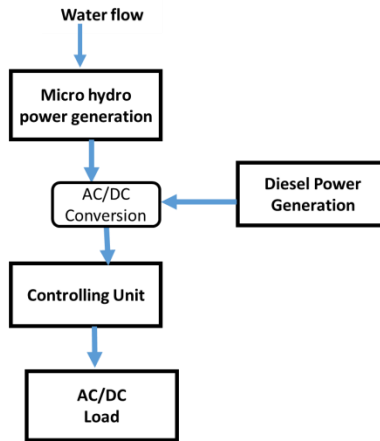 Water flow
Micro hydro
power generation
AC/DC
Conversion
Diesel Power
Generation
Controlling Unit
AC/DC
Load